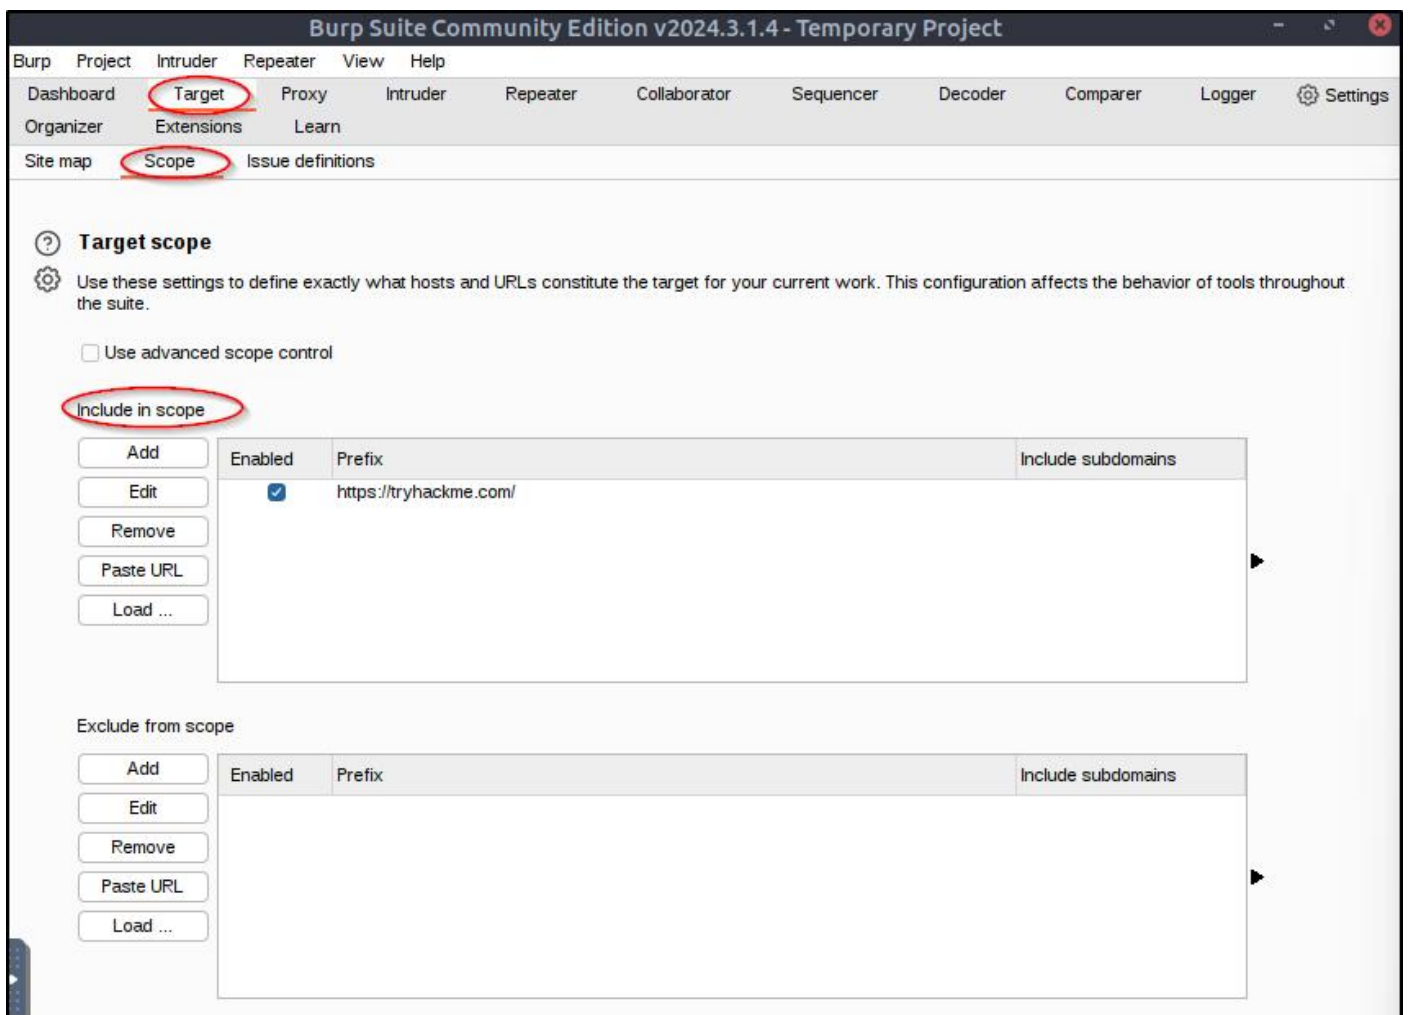 Burp Suite Community Edition v2024.3.1.4 - Temporary Project
Burp Project Intruder Repeater View Help
Dashboard Target Proxy Intruder Repeater Collaborator Sequencer Decoder Comparer Logger Settings
Organizer Extensions Learn
Site map Scope Issue definitions
Target scope
Use these settings to define exactly what hosts and URLs constitute the target for your current work. This configuration affects the behavior of tools throughout
the suite.
Use advanced scope control
Include in scope
Add
Enabled Prefix Include subdomains
Edit
https://tryhackme.com/
Remove
Paste URL
Load ...
Exclude from scope
Add
Enabled Prefix Include subdomains
Edit
Remove
Paste URL
Load ...